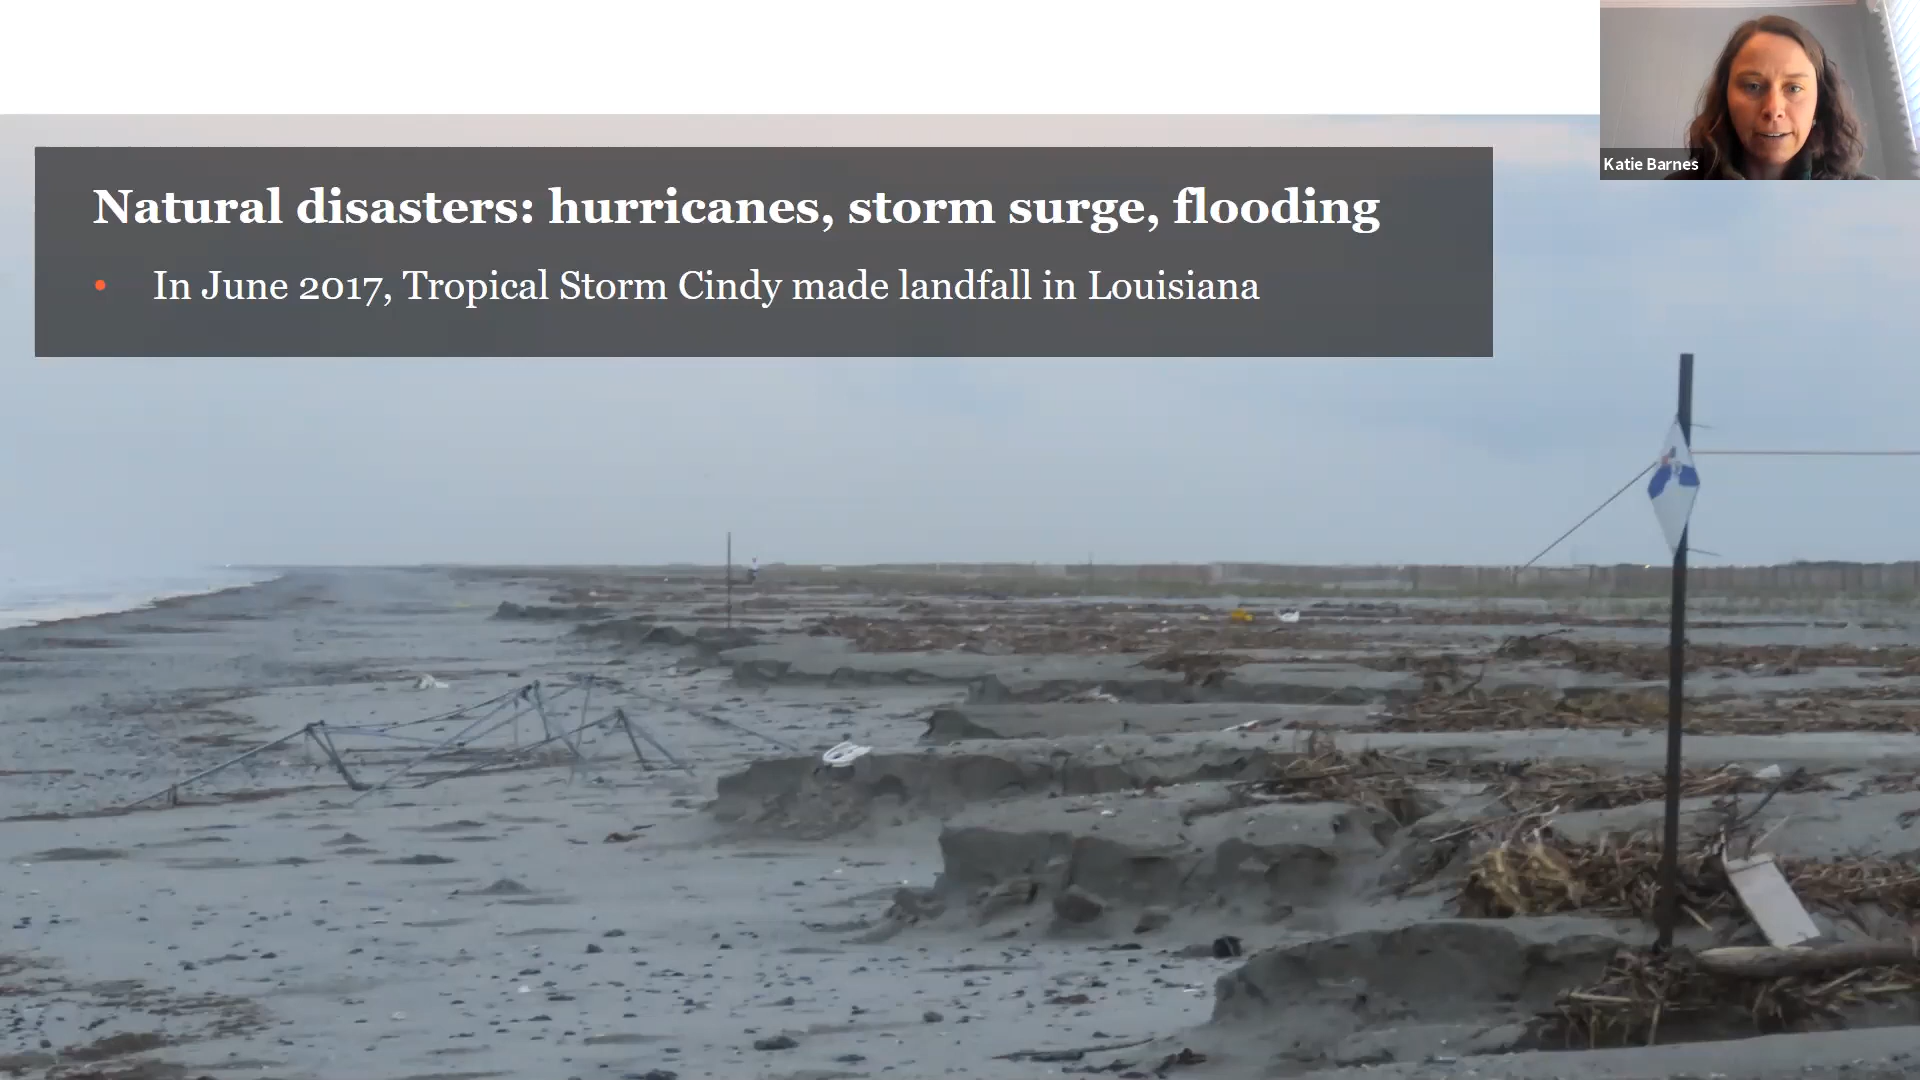 Katie Barnes
Natural disasters: hurricanes, storm surge, flooding
• In June 2017, Tropical Storm Cindy made landfall in Louisiana